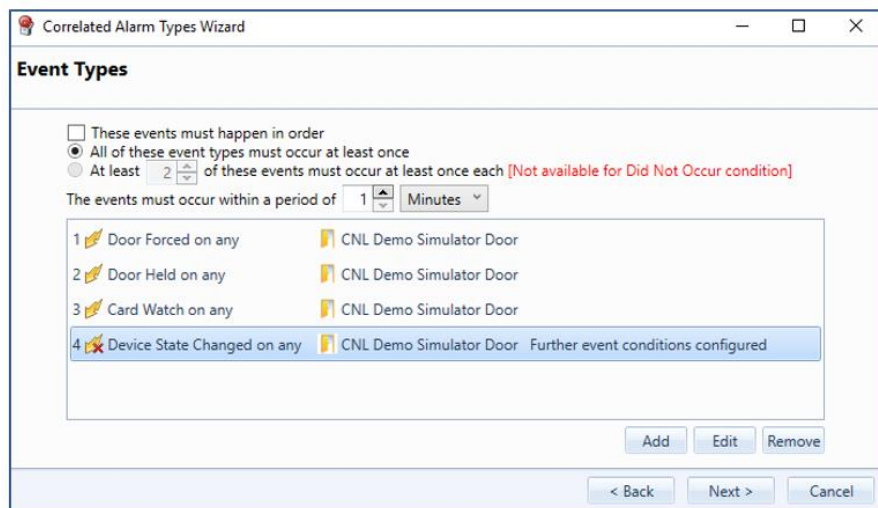 Correlated Alarm Types Wizard
Event Types
These events must happen in order
All of these event types must occur at least once
At least 2 of these events must occur at least once each [Not available for Did Not Occur condition]
The events must occur within a period of 1 Minutes
1 Door Forced on any CNL Demo Simulator Door
2 Door Held on any CNL Demo Simulator Door
3 Card Watch on any CNL Demo Simulator Door
4 Device State Changed on any CNL Demo Simulator Door Further event conditions configured
Add Edit Remove
< Back Next > Cancel